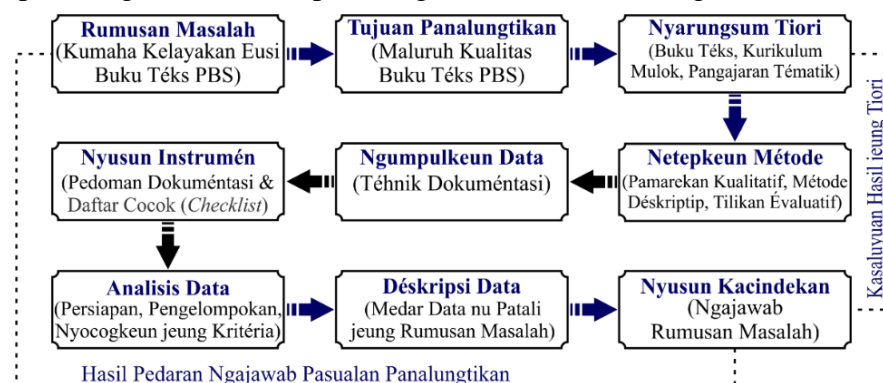 Rumusan Masalah
(Kumaha Kelayakan Eusi
Buku Téks PBS)
Tujuan Panalungtikan
(Maluruh Kualitas
Buku Téks PBS)
Nyarungsum Tiori
(Buku Téks, Kurikulum
Mulok, Pangajaran Tématik)
Netepkeun Métode
(Pamarekan Kualitatif, Métode
Déskriptip, Tilikan Évaluatif)
Ngumpulkeun Data
(Téhnik Dokuméntasi)
Nyusun Instrumén
(Pedoman Dokuméntasi &
Daftar Cocok (Checklist)
Analisis Data
(Persiapan, Pengelompokan,
Nyocogkeun jeung Kritéria)
Déskripsi Data
(Medar Data nu Patali
jeung Rumusan Masalah)
Nyusun Kacindekan
(Ngajawab
Rumusan Masalah)
Kasaluyuan Hasil jeung Tiori
Hasil Pedaran Ngajawab Pasualan Panalungtikan